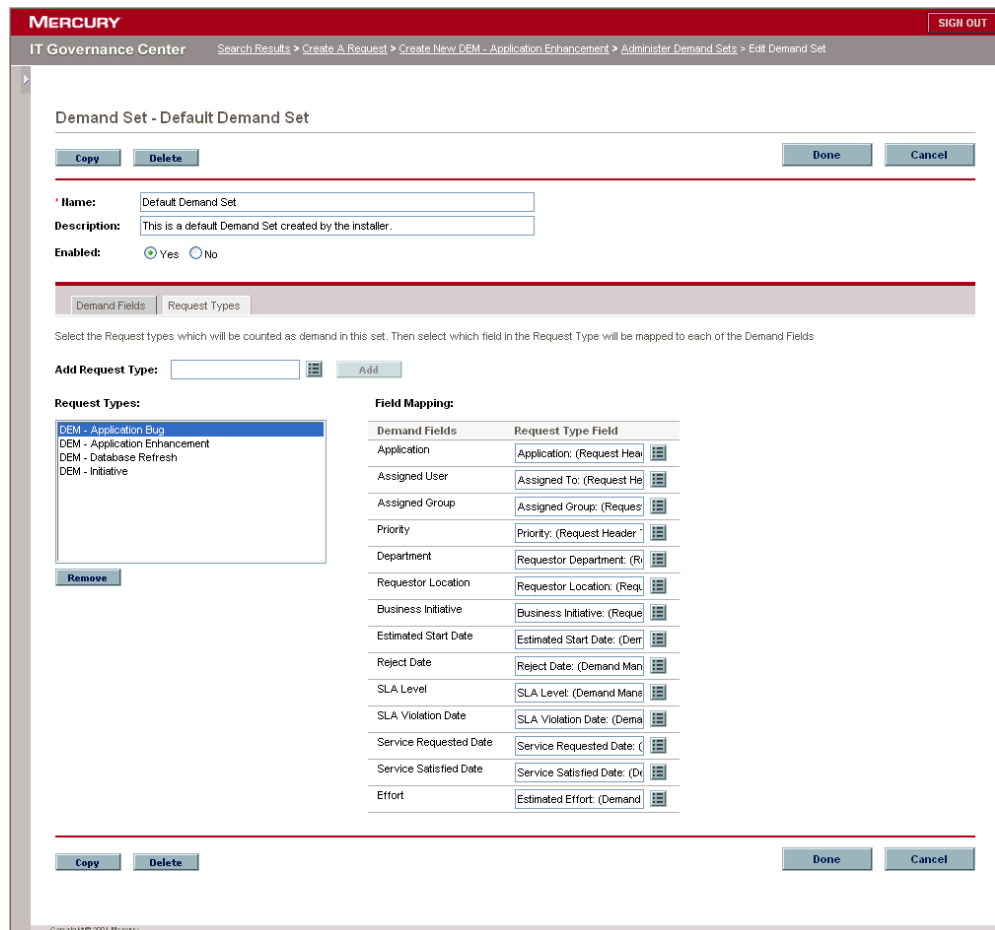 MERCURY
SIGN OUT
IT Governance Center
Search Results > Create A Request > Create New DEM - Application Enhancement > Administer Demand Sets > Edit Demand Set
Demand Set - Default Demand Set
Copy Delete Done Cancel
* Name: Default Demand Set
Description: This is a default Demand Set created by the installer.
Enabled: Yes No
Demand Fields Request Types
Select the Request types which will be counted as demand in this set. Then select which field in the Request Type will be mapped to each of the Demand Fields
Add Request Type: Add
Request Types:
DEM - Application Bug
DEM - Application Enhancement
DEM - Database Refresh
DEM - Initiative
Remove
Field Mapping:
Demand Fields Request Type Field
Application Application: (Request Hea
Assigned User Assigned To: (Request He
Assigned Group Assigned Group: (Reques
Priority Priority: (Request Header
Department Requestor Department: (R
Requestor Location Requestor Location: (Requ
Business Initiative Business Initiative: (Reque
Estimated Start Date Estimated Start Date: (Dem
Reject Date Reject Date: (Demand Man
SLA Level SLA Level: (Demand Mana
SLA Violation Date SLA Violation Date: (Dema
Service Requested Date Service Requested Date: (
Service Satisfied Date Service Satisfied Date: (De
Effort Estimated Effort: (Demand
Copy Delete Done Cancel